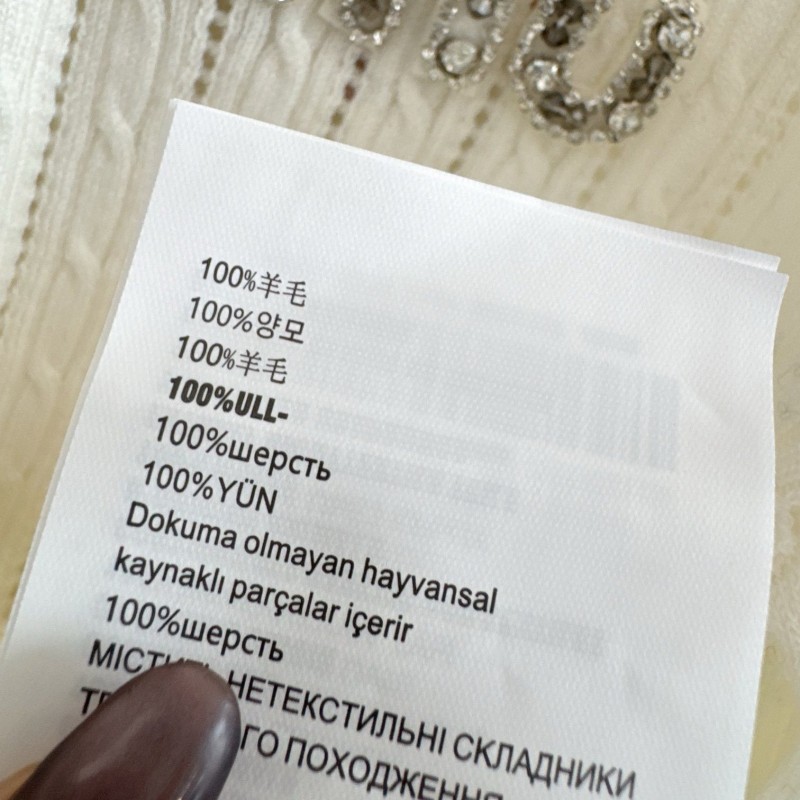 100%羊毛
100%양모
100%羊毛
100%ULL-
100%шерсть
100%YÜN
Dokuma olmayan hayvansal
kaynaklı parçalar içerir
100%шерсть
НЕТЕКСТИЛЬНІ СКЛАДНИКИ
ПОХОДЖЕННЯ